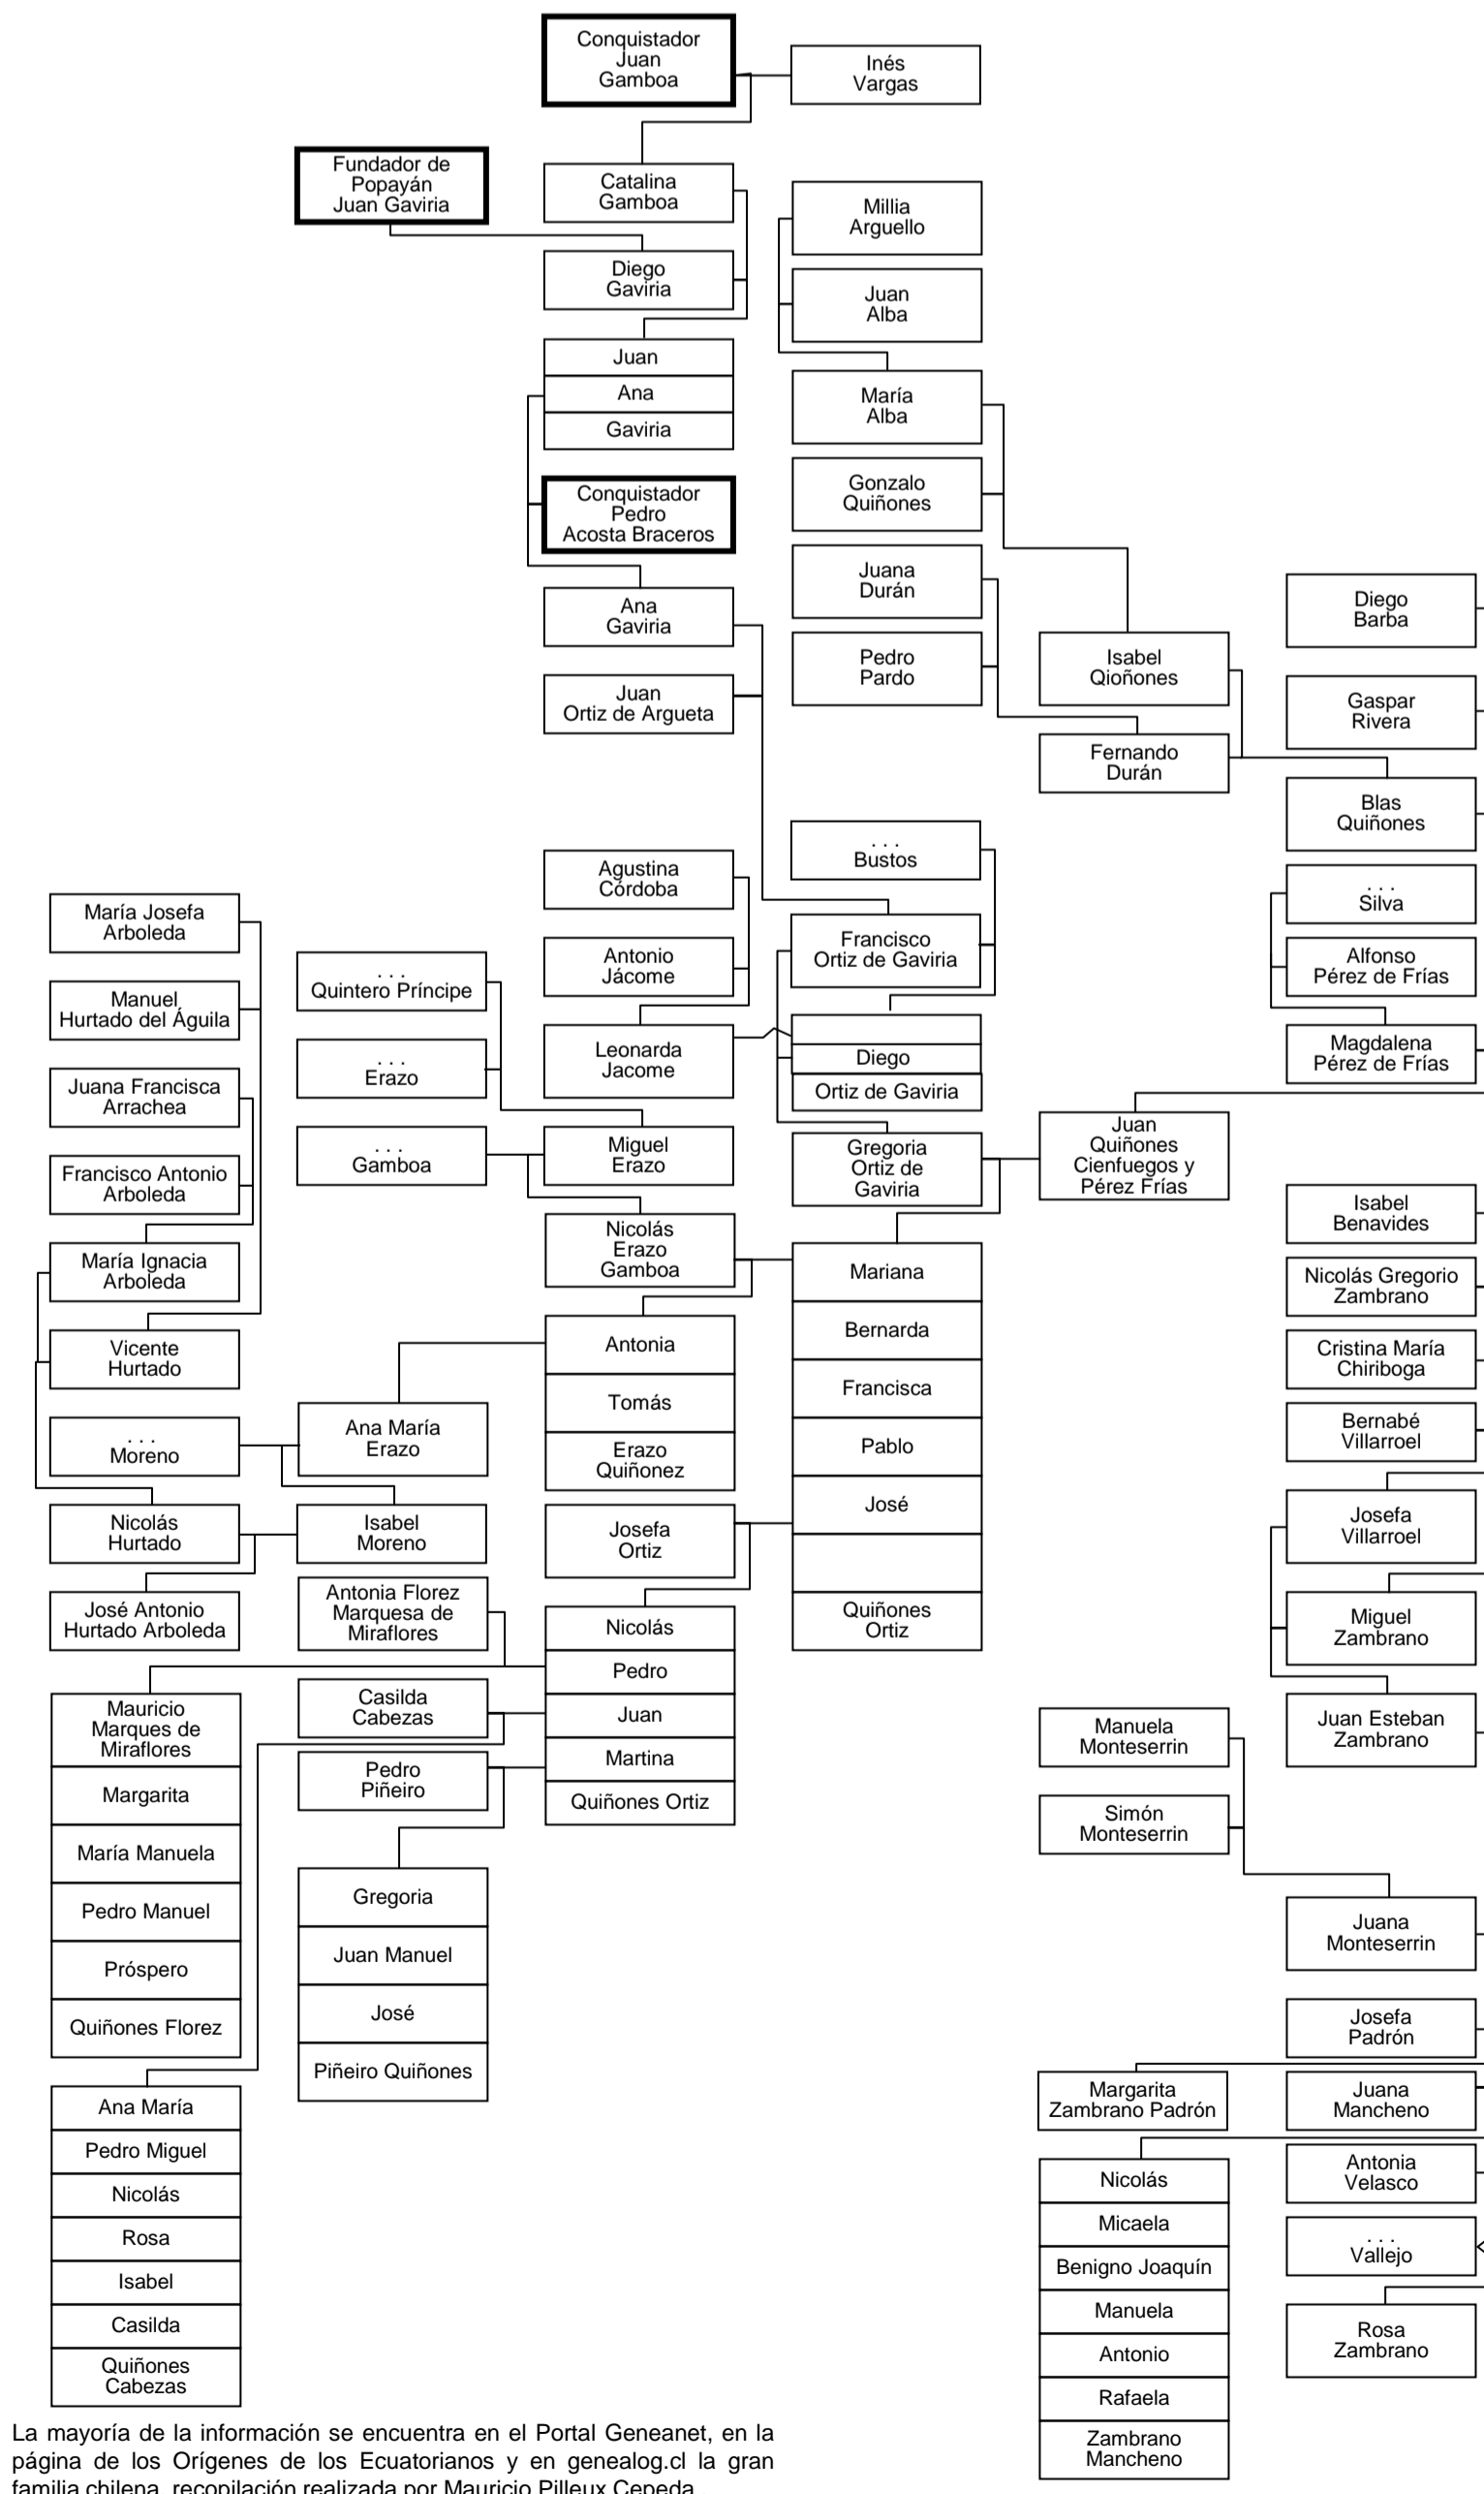 Conquistador
Juan
Gamboa
Inés
Vargas
Fundador de
Popayán
Juan Gaviria
Catalina
Gamboa
Millia
Arguello
Diego
Gaviria
Juan
Alba
Juan
Ana
Gaviria
María
Alba
Gonzalo
Quiñones
Conquistador
Pedro
Acosta Braceros
Juana
Durán
Ana
Gaviria
Diego
Barba
Pedro
Pardo
Isabel
Qioñones
Juan
Ortiz de Argueta
Gaspar
Rivera
Fernando
Durán
Blas
Quiñones
. . .
Bustos
Agustina
Córdoba
. . .
Silva
María Josefa
Arboleda
Francisco
Ortiz de Gaviria
Antonio
Jácome
Alfonso
Pérez de Frías
. . .
Quintero Príncipe
Manuel
Hurtado del Águila
Leonarda
Jacome
Diego
Ortiz de Gaviria
Magdalena
Pérez de Frías
. . .
Erazo
Juana Francisca
Arrachea
Juan
Quiñones
Cienfuegos y
Pérez Frías
. . .
Gamboa
Miguel
Erazo
Gregoria
Ortiz de
Gaviria
Francisco Antonio
Arboleda
Isabel
Benavides
Nicolás
Erazo
Gamboa
María Ignacia
Arboleda
Mariana
Bernarda
Francisca
Pablo
José
Quiñones
Ortiz
Nicolás Gregorio
Zambrano
Vicente
Hurtado
Antonia
Tomás
Erazo
Quiñonez
Cristina María
Chiriboga
. . .
Moreno
Ana María
Erazo
Bernabé
Villarroel
Nicolás
Hurtado
Isabel
Moreno
Josefa
Ortiz
Josefa
Villarroel
José Antonio
Hurtado Arboleda
Antonia Florez
Marquesa de
Miraflores
Nicolás
Pedro
Juan
Martina
Quiñones Ortiz
Miguel
Zambrano
Casilda
Cabezas
Mauricio
Marques de
Miraflores
Margarita
María Manuela
Pedro Manuel
Próspero
Quiñones Florez
Manuela
Monteserrin
Juan Esteban
Zambrano
Pedro
Piñeiro
Simón
Monteserrin
Gregoria
Juan Manuel
José
Piñeiro Quiñones
Juana
Monteserrin
Josefa
Padrón
Margarita
Zambrano Padrón
Juana
Mancheno
Ana María
Pedro Miguel
Nicolás
Rosa
Isabel
Casilda
Quiñones
Cabezas
Nicolás
Micaela
Benigno Joaquín
Manuela
Antonio
Rafaela
Zambrano
Mancheno
Antonia
Velasco
. . .
Vallejo
Rosa
Zambrano
La mayoría de la información se encuentra en el Portal Geneanet, en la
página de los Orígenes de los Ecuatorianos y en genealog.cl la gran
familia chilena, recopilación realizada por Mauricio Pilleux Cepeda